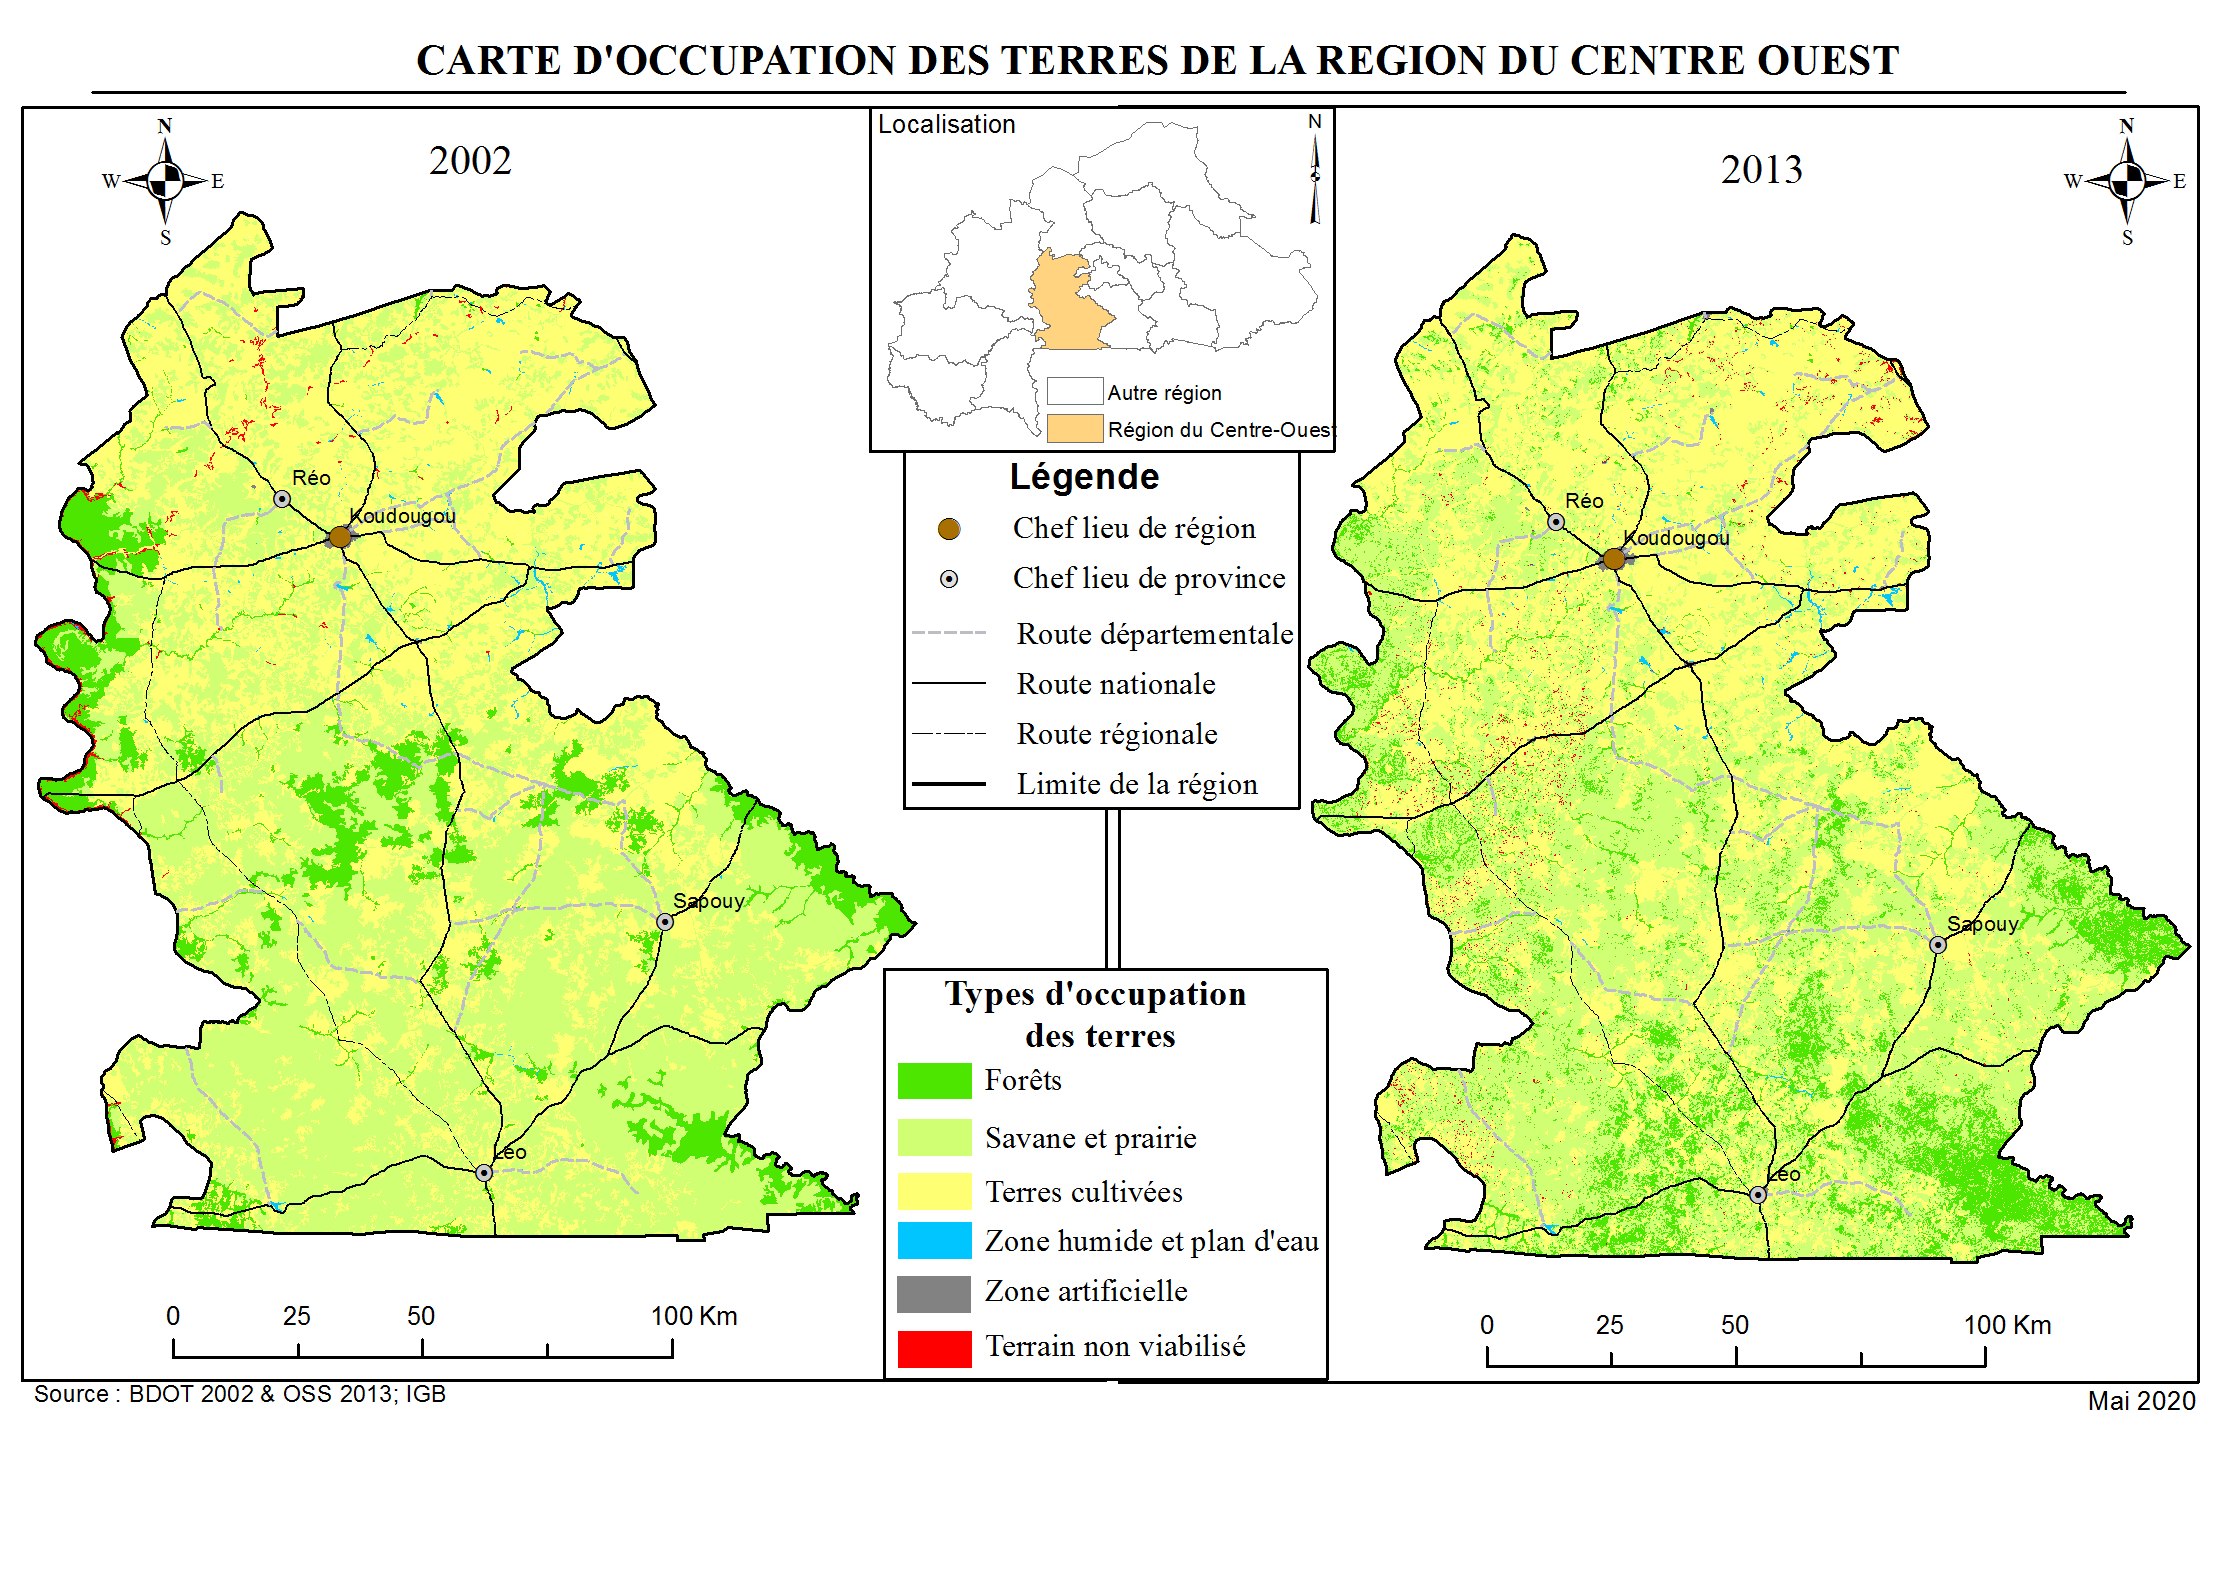 CARTE D'OCCUPATION DES TERRES DE LA REGION DU CENTRE OUEST
N
W E
S
2002
Réo
Koudougou
Sapouy
Léo
0 25 50 100 Km
Localisation
N
Autre région
Région du Centre-Ouest
Légende
Chef lieu de région
Chef lieu de province
Route départementale
Route nationale
Route régionale
Limite de la région
Types d'occupation
des terres
Forêts
Savane et prairie
Terres cultivées
Zone humide et plan d'eau
Zone artificielle
Terrain non viabilisé
2013
N
W E
S
Réo
Koudougou
Sapouy
Léo
0 25 50 100 Km
Source : BDOT 2002 & OSS 2013; IGB
Mai 2020